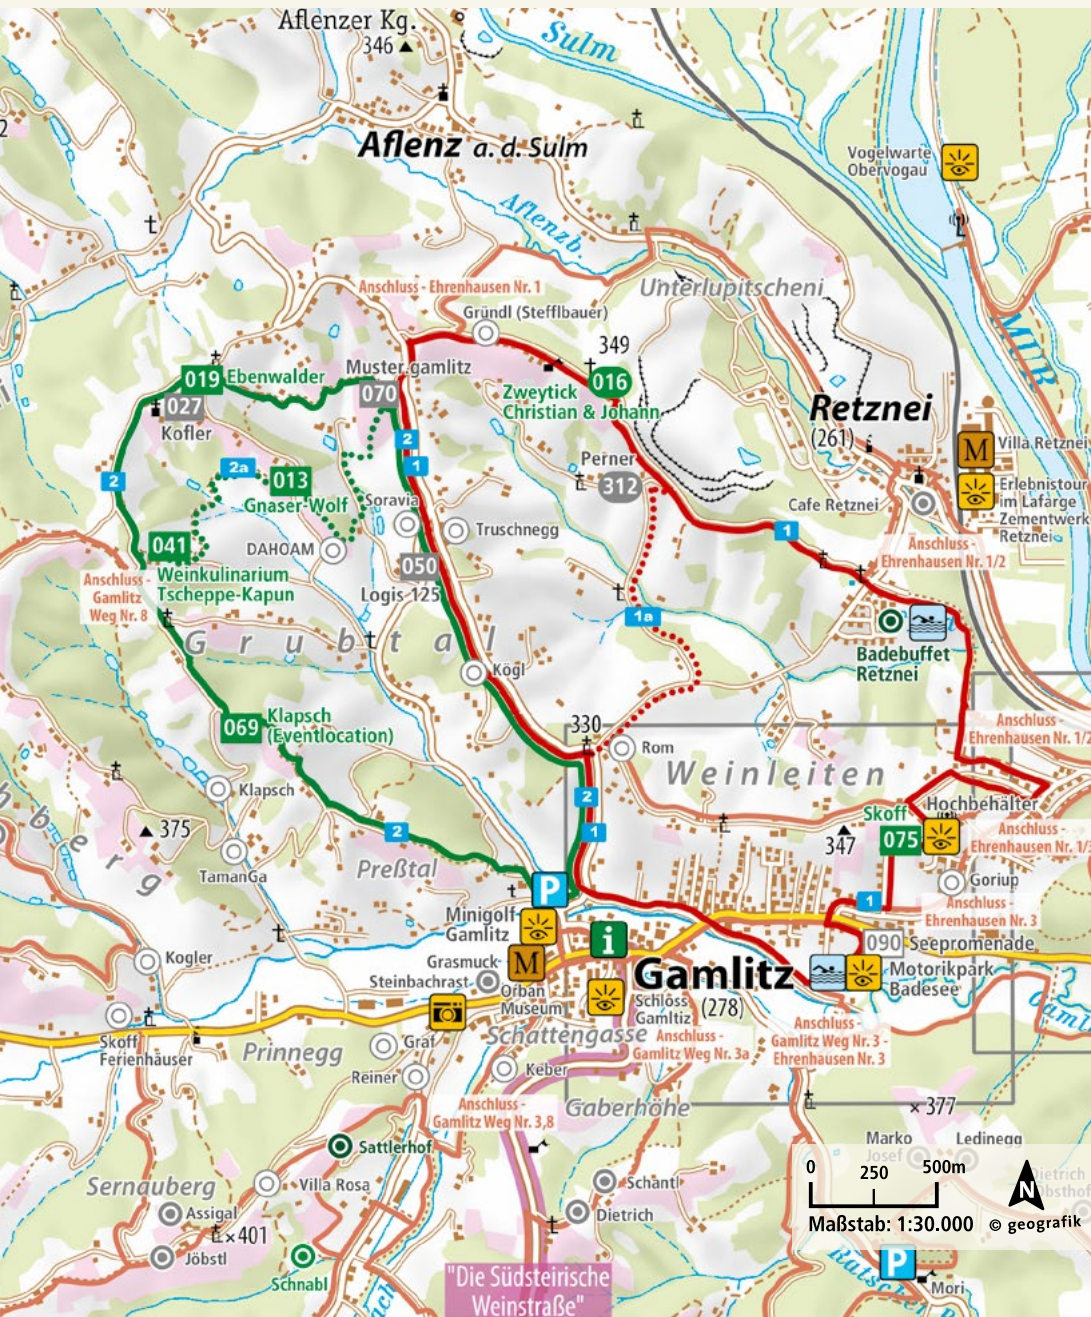 Aflenzer Kg.
346
Sulm
Aflenz a. d. Sulm
Vogelwarte
Obervogau
Aflenzb.
Anschluss - Ehrenhausen Nr. 1
Unterlupitscheni
MUR
Gründl (Stefflbauer)
349
Muster.gamlitz
019
Ebenwalder
070
016
Zweytick
Christian & Johann
Retznei
(261)
027
Kofler
2
1
M
Villa Retznei
2
2a
013
Gnaser-Wolf
Perner
312
Erlebnistour
im Lafarge
Zementwerk
Retznei
Soravia
Truschnegg
Cafe Retznei
1
041
DAHOAM
Anschluss -
Ehrenhausen Nr. 1/2
Anschluss -
Gamlitz
Weg Nr. 8
Weinkulinarium
Tscheppe-Kapun
050
Logis 125
1a
Grubtal
Badebuffet
Retznei
Kögl
069
Klapsch
(Eventlocation)
330
Rom
Anschluss -
Ehrenhausen Nr. 1/2
Weinleiten
Klapsch
2
1
Hochbehälter
Skoff
075
375
2
347
Anschluss -
Ehrenhausen Nr. 1/3
TamanGa
Preßtal
Goriup
P
1
Anschluss -
Ehrenhausen Nr. 3
Minigolf
Gamlitz
i
090
Seepromenade
Kogler
Grasmuck
M
Gamlitz
(278)
Motorikpark
Badesee
Steinbachrast
Orban
Museum
Schloss
Gamlitz
Skoff
Ferienhäuser
Prinnegg
Graf
Schattengasse
Anschluss -
Gamlitz Weg Nr. 3a
Anschluss -
Gamlitz Weg Nr. 3 -
Ehrenhausen Nr. 3
Reiner
Keber
Anschluss -
Gamlitz Weg Nr. 3,8
Gaberhöhe
377
Sattlerhof
Marko
Josef
Ledinegg
Sernauberg
Villa Rosa
Schantl
0
250
500m
N
Dietrich
Obsthof
Assigal
Dietrich
Maßstab: 1:30.000
© geografik
401
Jöbstl
Schnabl
"Die Südsteirische
Weinstraße"
P
Mori